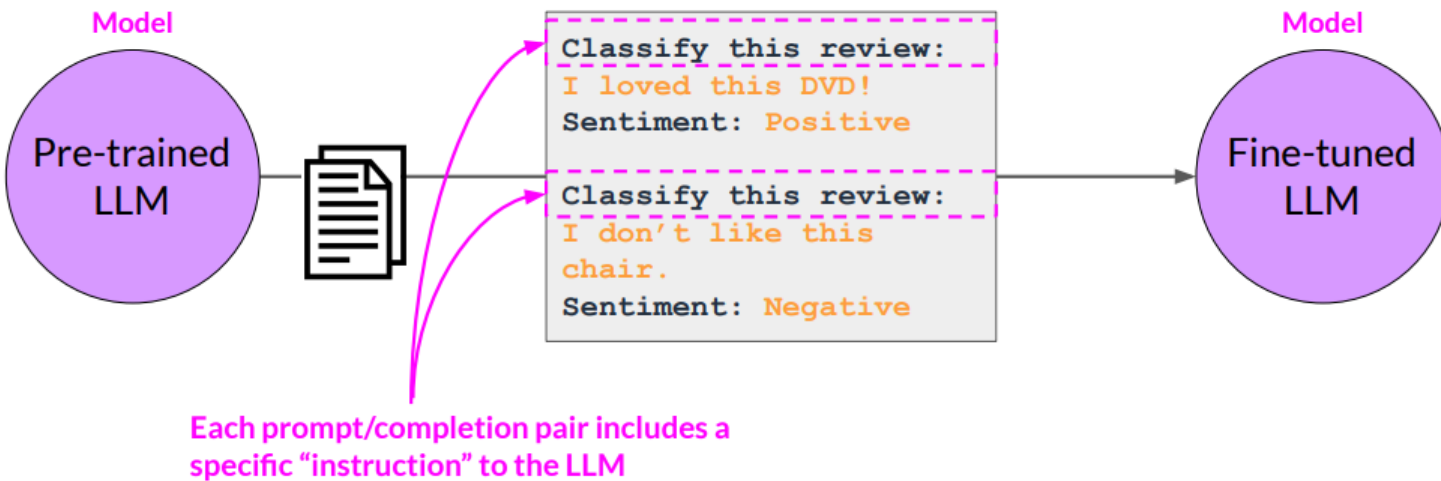 Model
Model
Pre-trained
LLM
Classify this review:
I loved this DVD!
Sentiment: Positive
Classify this review:
I don’t like this
chair.
Sentiment: Negative
Fine-tuned
LLM
Each prompt/completion pair includes a
specific “instruction” to the LLM